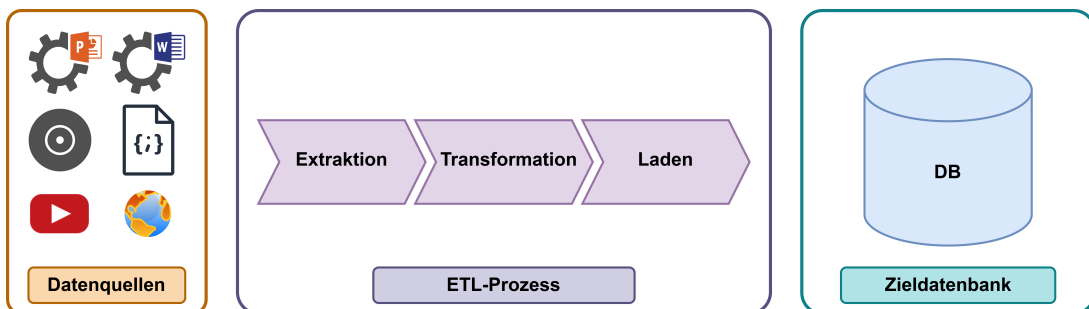 P
W
{;}
Extraktion
Transformation
Laden
DB
Datenquellen
ETL-Prozess
Zieldatenbank